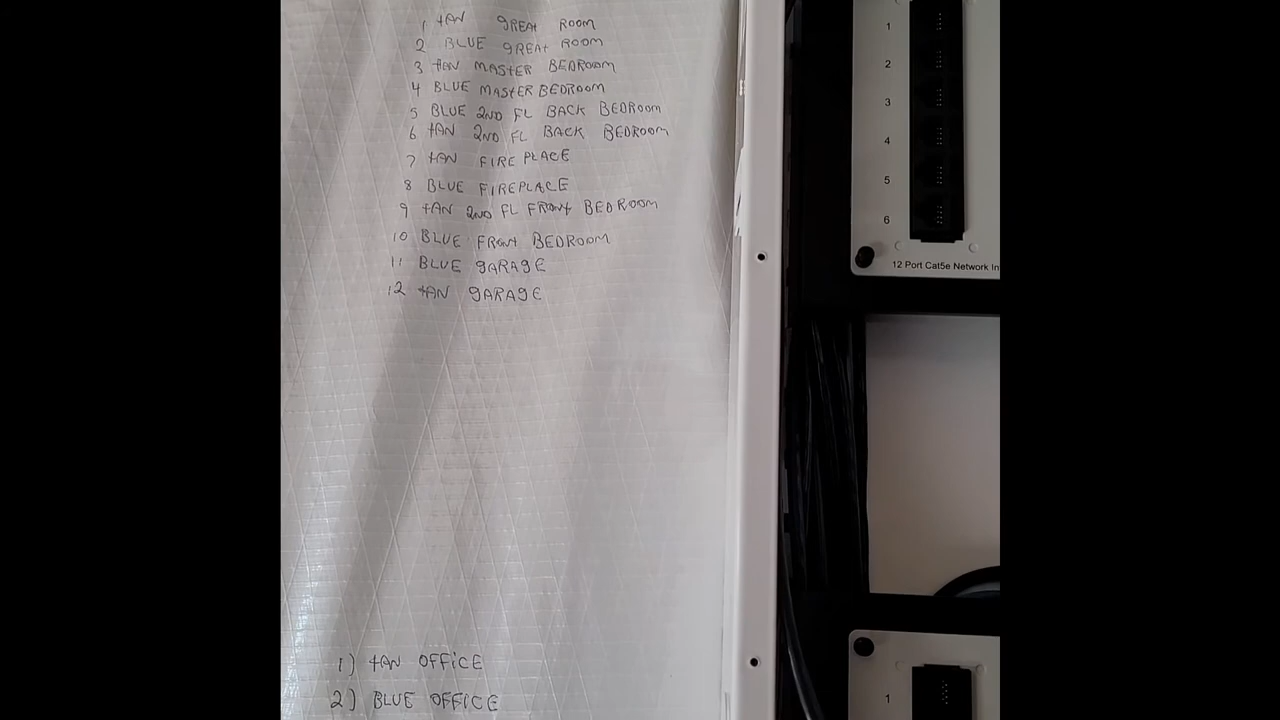 1 tAN gREAt ROOM
2 BLUE gREAt ROOM
3 tAN MAStER BEDROOM
4 BLUE MAStER BEDROOM
5 BLUE 2ND FL BACK BEDROOM
6 tAN 2ND FL BACK BEDROOM
7 tAN FIRE PLACE
8 BLUE FIREPLACE
9 tAN 2ND FL FRONt BEDROOM
10 BLUE FRONt BEDROOM
11 BLUE gARAgE
12 tAN gARAgE
1) tAN OFFiCE
2) BLUE OFFiCE
1
2
3
4
5
6
12 Port Cat5e Network In
1